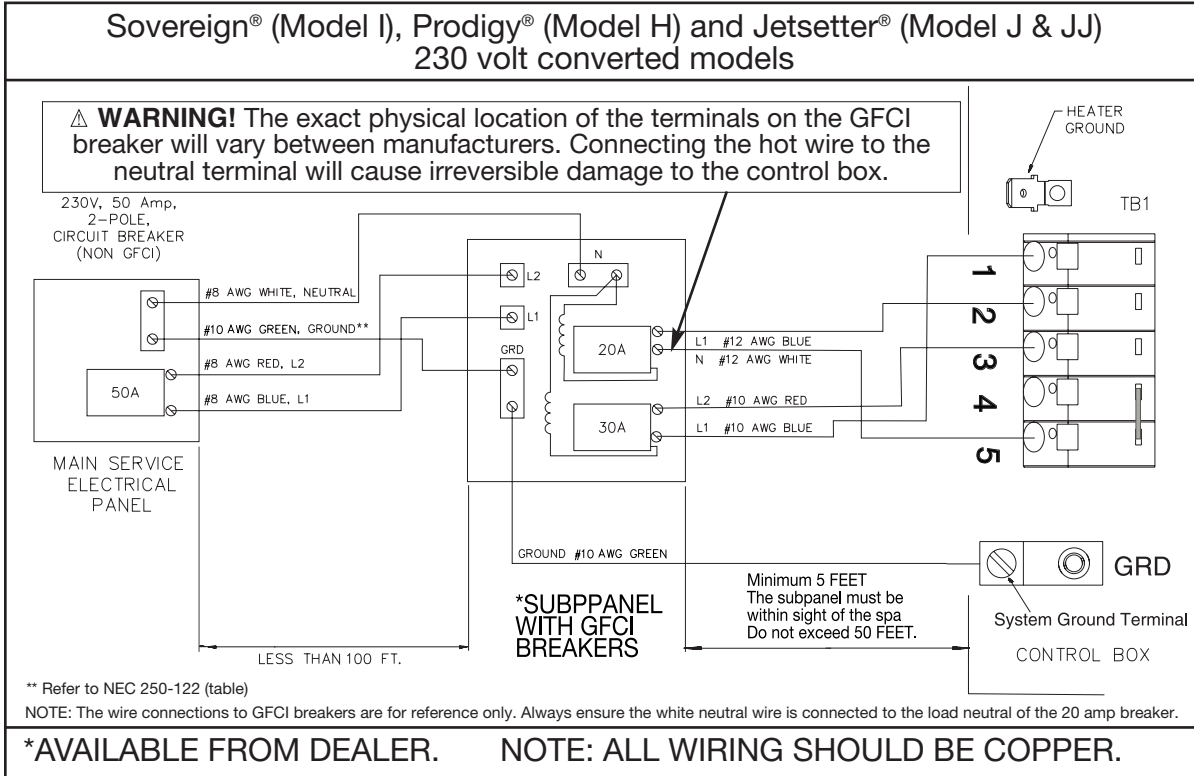 Sovereign® (Model I), Prodigy® (Model H) and Jetsetter® (Model J & JJ)
230 volt converted models
⚠ WARNING! The exact physical location of the terminals on the GFCI
breaker will vary between manufacturers. Connecting the hot wire to the
neutral terminal will cause irreversible damage to the control box.
HEATER
GROUND
TB1
230V, 50 Amp,
2-POLE,
CIRCUIT BREAKER
(NON GFCI)
#8 AWG WHITE, NEUTRAL
#10 AWG GREEN, GROUND**
#8 AWG RED, L2
#8 AWG BLUE, L1
50A
MAIN SERVICE
ELECTRICAL
PANEL
N
L2
L1
GRD
20A
30A
L1 #12 AWG BLUE
N #12 AWG WHITE
L2 #10 AWG RED
L1 #10 AWG BLUE
1
2
3
4
5
GROUND #10 AWG GREEN
*SUBPPANEL
WITH GFCI
BREAKERS
Minimum 5 FEET
The subpanel must be
within sight of the spa
Do not exceed 50 FEET.
GRD
System Ground Terminal
CONTROL BOX
LESS THAN 100 FT.
** Refer to NEC 250-122 (table)
NOTE: The wire connections to GFCI breakers are for reference only. Always ensure the white neutral wire is connected to the load neutral of the 20 amp breaker.
*AVAILABLE FROM DEALER. NOTE: ALL WIRING SHOULD BE COPPER.